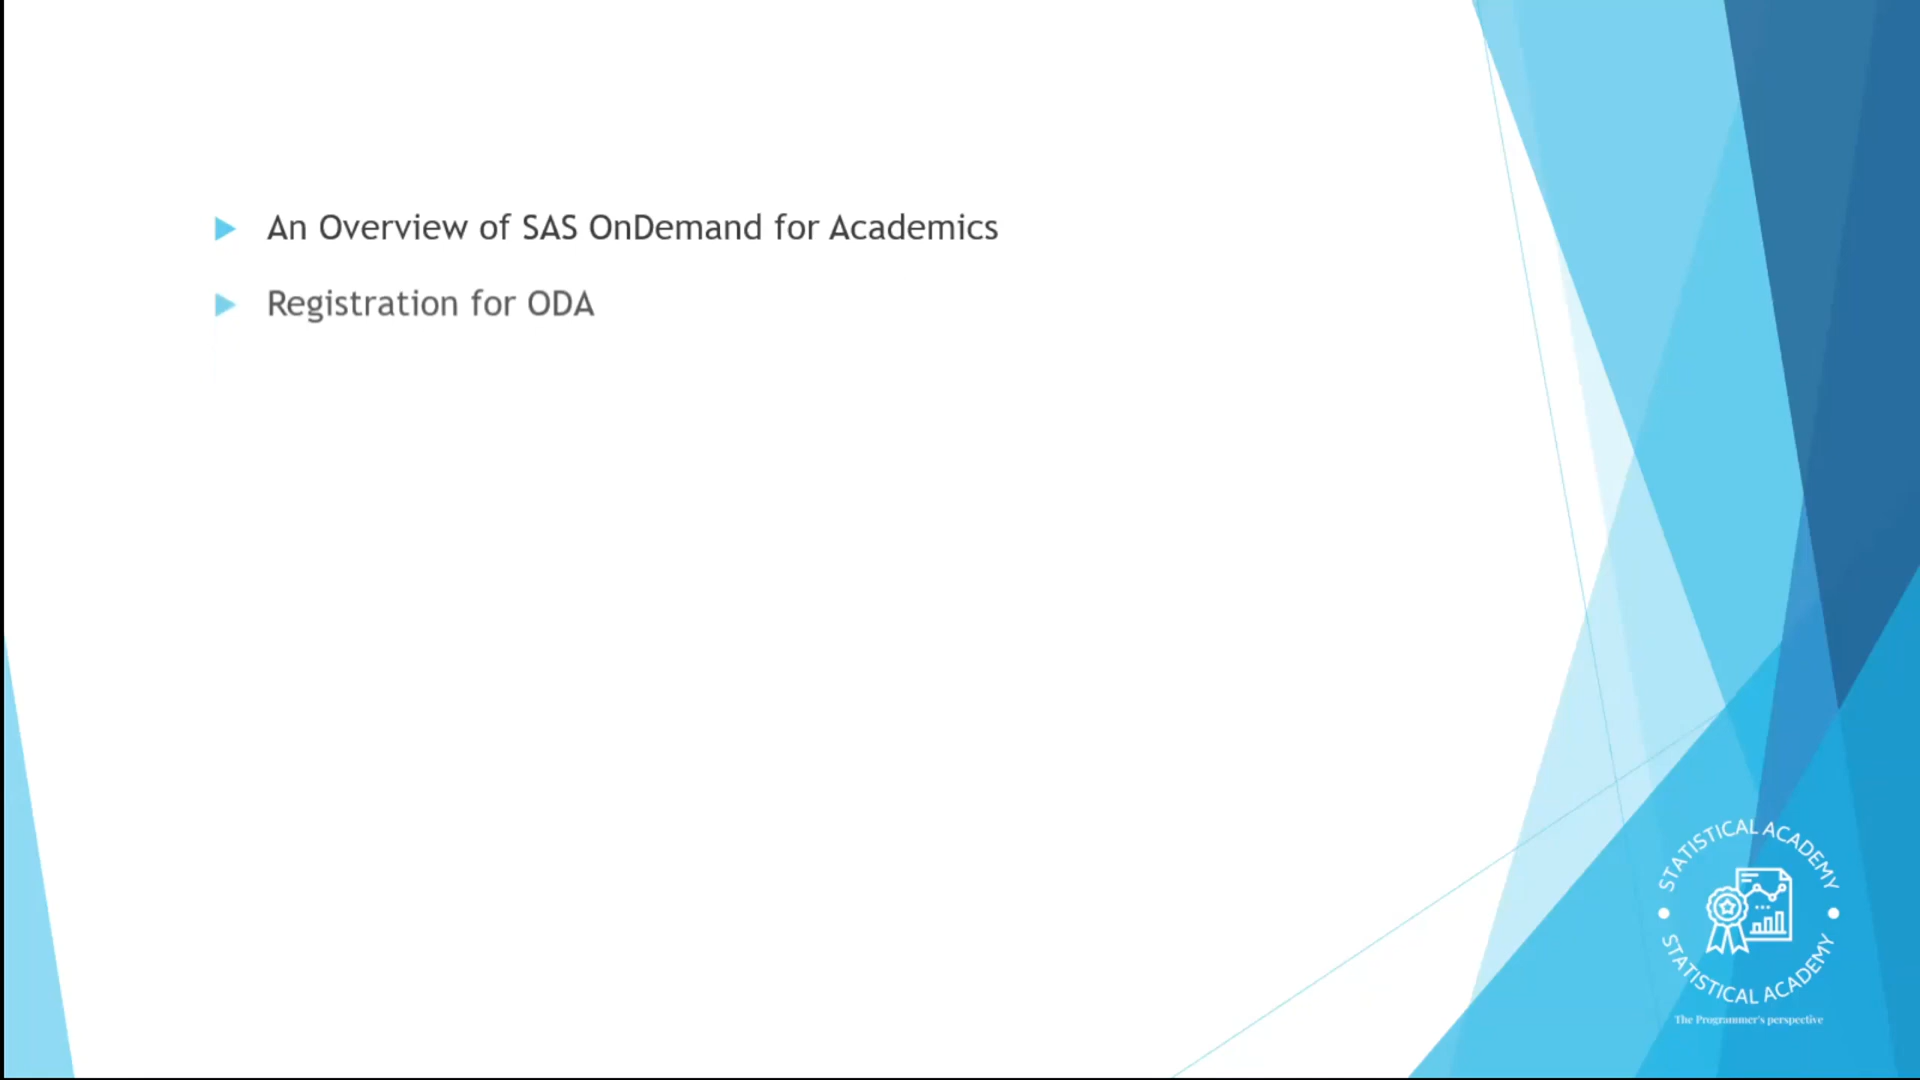 An Overview of SAS OnDemand for Academics
Registration for ODA
STATISTICAL ACADEMY
STATISTICAL ACADEMY
The Programmer's perspective